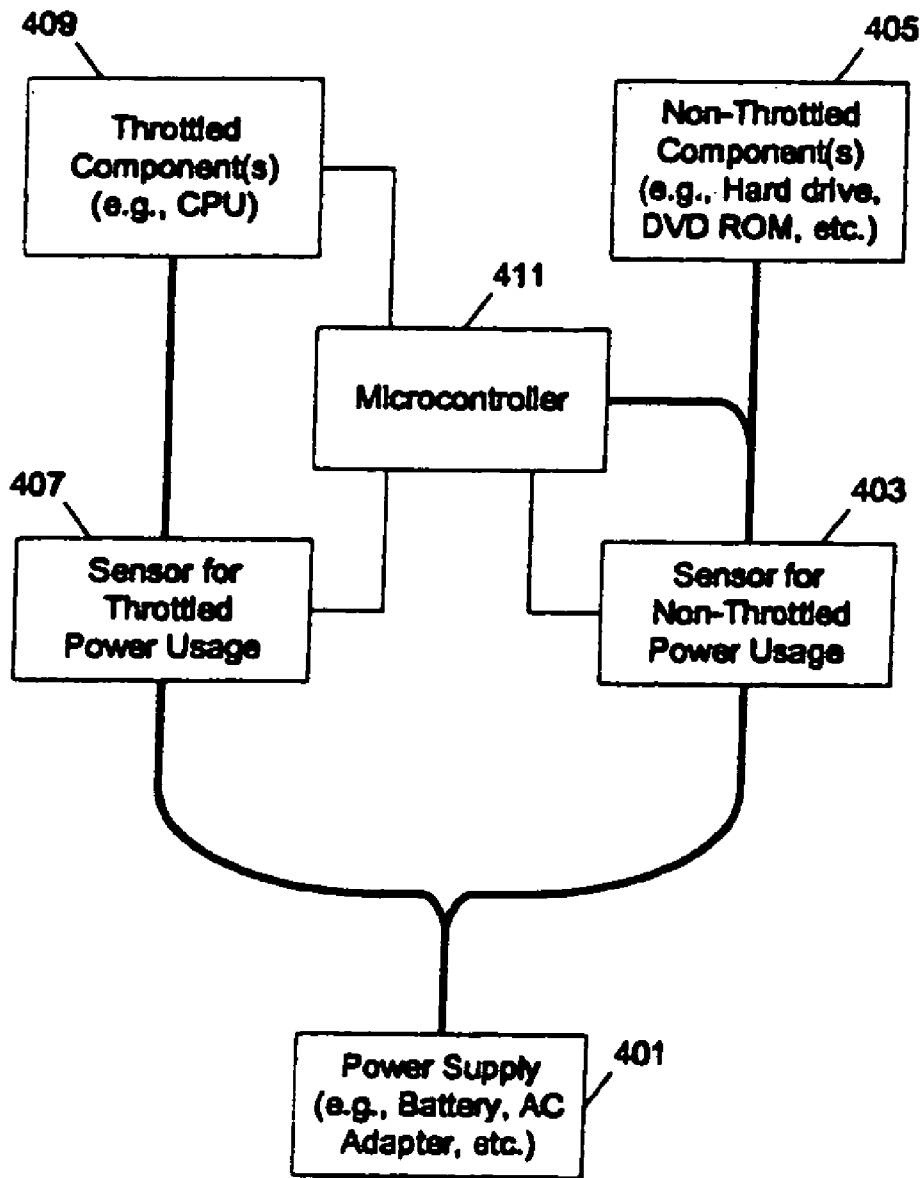 409
405
Throttled
Component(s)
(e.g., CPU)
Non-Throttled
Component(s)
(e.g., Hard drive,
DVD ROM, etc.)
411
Microcontroller
407
403
Sensor for
Throttled
Power Usage
Sensor for
Non-Throttled
Power Usage
401
Power Supply
(e.g., Battery, AC
Adapter, etc.)